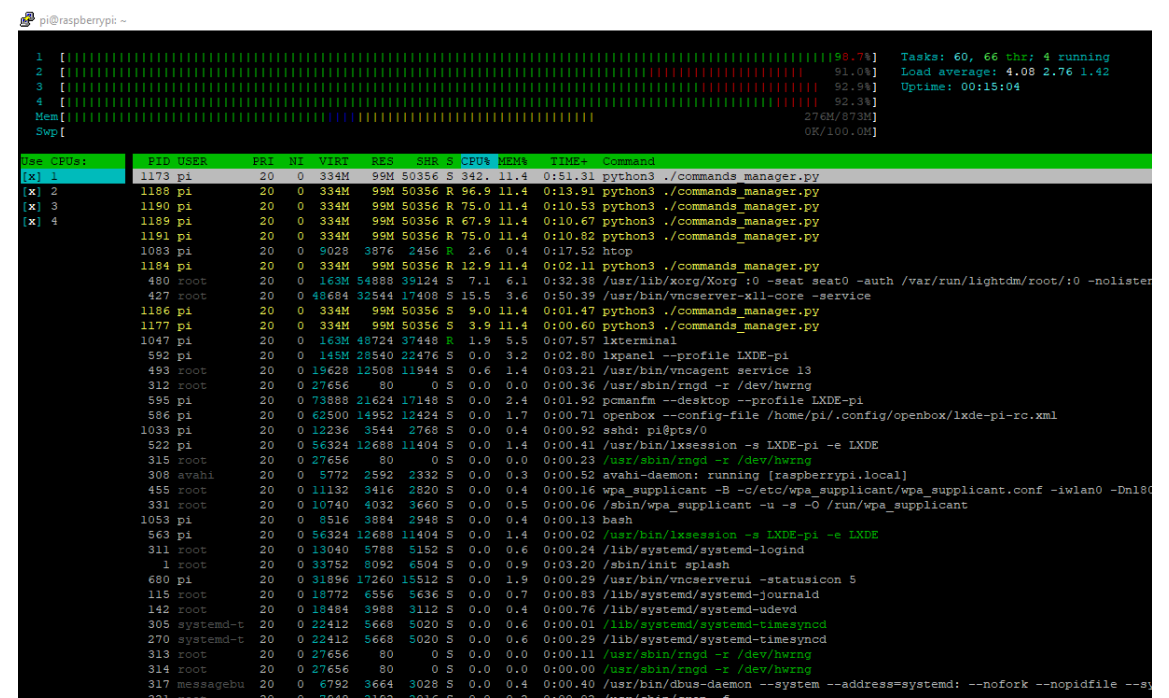 pi@raspberrypi: ~
1 [98.7%] Tasks: 60, 66 thr; 4 running
2 [91.0%] Load average: 4.08 2.76 1.42
3 [92.9%] Uptime: 00:15:04
4 [92.3%]
Mem[276M/873M]
Swp[0K/100.0M]
Use CPUs: PID USER PRI NI VIRT RES SHR S CPU% MEM% TIME+ Command
[x] 1 1173 pi 20 0 334M 99M 50356 S 342. 11.4 0:51.31 python3 ./commands_manager.py
[x] 2 1188 pi 20 0 334M 99M 50356 R 96.9 11.4 0:13.91 python3 ./commands_manager.py
[x] 3 1190 pi 20 0 334M 99M 50356 R 75.0 11.4 0:10.53 python3 ./commands_manager.py
[x] 4 1189 pi 20 0 334M 99M 50356 R 67.9 11.4 0:10.67 python3 ./commands_manager.py
1191 pi 20 0 334M 99M 50356 R 75.0 11.4 0:10.82 python3 ./commands_manager.py
1083 pi 20 0 9028 3876 2456 R 2.6 0.4 0:17.52 htop
1184 pi 20 0 334M 99M 50356 R 12.9 11.4 0:02.11 python3 ./commands_manager.py
480 root 20 0 163M 54888 39124 S 7.1 6.1 0:32.38 /usr/lib/xorg/Xorg :0 -seat seat0 -auth /var/run/lightdm/root/:0 -nolisten
427 root 20 0 48684 32544 17408 S 15.5 3.6 0:50.39 /usr/bin/vncserver-x11-core -service
1186 pi 20 0 334M 99M 50356 S 9.0 11.4 0:01.47 python3 ./commands_manager.py
1177 pi 20 0 334M 99M 50356 S 3.9 11.4 0:00.60 python3 ./commands_manager.py
1047 pi 20 0 163M 48724 37448 R 1.9 5.5 0:07.57 lxterminal
592 pi 20 0 145M 28540 22476 S 0.0 3.2 0:02.80 lxpanel --profile LXDE-pi
493 root 20 0 19628 12508 11944 S 0.6 1.4 0:03.21 /usr/bin/vncagent service 13
312 root 20 0 27656 80 0 S 0.0 0.0 0:00.36 /usr/sbin/rngd -r /dev/hwrng
595 pi 20 0 73888 21624 17148 S 0.0 2.4 0:01.92 pcmanfm --desktop --profile LXDE-pi
586 pi 20 0 62500 14952 12424 S 0.0 1.7 0:00.71 openbox --config-file /home/pi/.config/openbox/lxde-pi-rc.xml
1033 pi 20 0 12236 3544 2768 S 0.0 0.4 0:00.92 sshd: pi@pts/0
522 pi 20 0 56324 12688 11404 S 0.0 1.4 0:00.41 /usr/bin/lxsession -s LXDE-pi -e LXDE
315 root 20 0 27656 80 0 S 0.0 0.0 0:00.23 /usr/sbin/rngd -r /dev/hwrng
308 avahi 20 0 5772 2592 2332 S 0.0 0.3 0:00.52 avahi-daemon: running [raspberrypi.local]
455 root 20 0 11132 3416 2820 S 0.0 0.4 0:00.16 wpa_supplicant -B -c/etc/wpa_supplicant/wpa_supplicant.conf -iwlan0 -Dnl80
331 root 20 0 10740 4032 3660 S 0.0 0.5 0:00.06 /sbin/wpa_supplicant -u -s -O /run/wpa_supplicant
1053 pi 20 0 8516 3884 2948 S 0.0 0.4 0:00.13 bash
563 pi 20 0 56324 12688 11404 S 0.0 1.4 0:00.02 /usr/bin/lxsession -s LXDE-pi -e LXDE
311 root 20 0 13040 5788 5152 S 0.0 0.6 0:00.24 /lib/systemd/systemd-logind
1 root 20 0 33752 8092 6504 S 0.0 0.9 0:03.20 /sbin/init splash
680 pi 20 0 31896 17260 15512 S 0.0 1.9 0:00.29 /usr/bin/vncserverui -statusicon 5
115 root 20 0 18772 6556 5636 S 0.0 0.7 0:00.83 /lib/systemd/systemd-journald
142 root 20 0 18484 3988 3112 S 0.0 0.4 0:00.76 /lib/systemd/systemd-udevd
305 systemd-t 20 0 22412 5668 5020 S 0.0 0.6 0:00.01 /lib/systemd/systemd-timesyncd
270 systemd-t 20 0 22412 5668 5020 S 0.0 0.6 0:00.29 /lib/systemd/systemd-timesyncd
313 root 20 0 27656 80 0 S 0.0 0.0 0:00.11 /usr/sbin/rngd -r /dev/hwrng
314 root 20 0 27656 80 0 S 0.0 0.0 0:00.00 /usr/sbin/rngd -r /dev/hwrng
317 messagebu 20 0 6792 3664 3028 S 0.0 0.4 0:00.40 /usr/bin/dbus-daemon --system --address=systemd: --nofork --nopidfile --sy